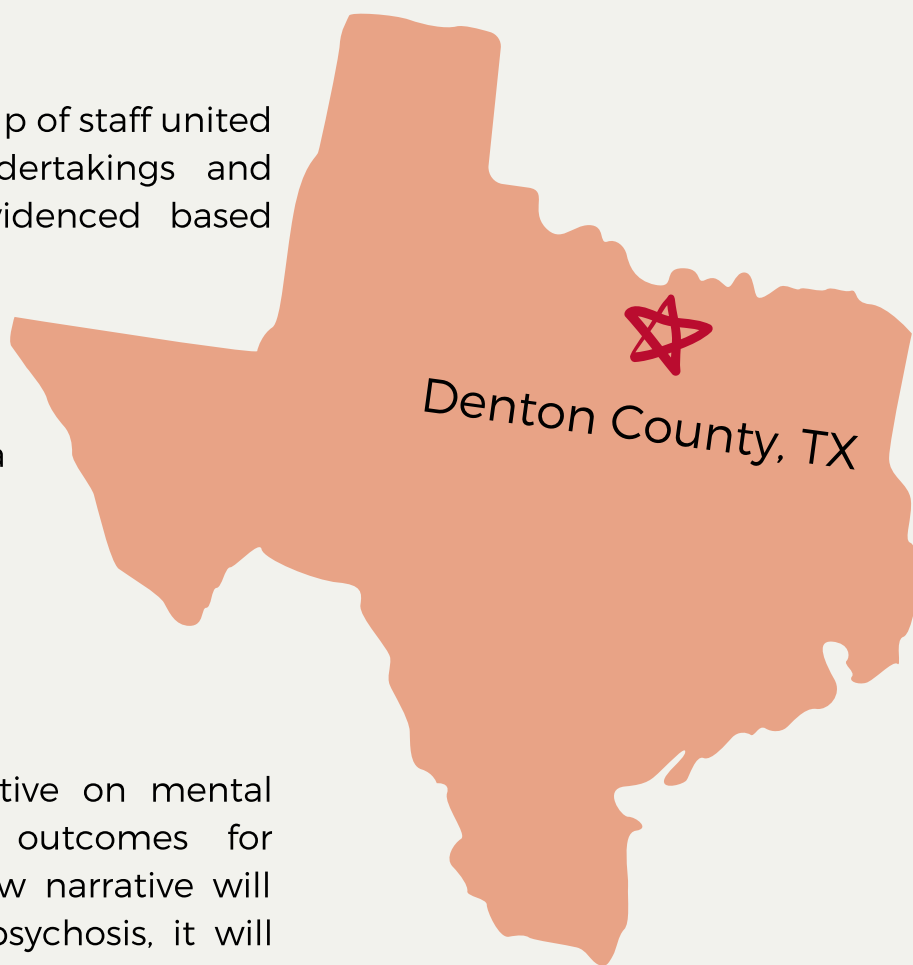 p of staff united
dertakings and
videnced based
Denton County, TX
a
tive on mental
outcomes for
w narrative will
psychosis, it will